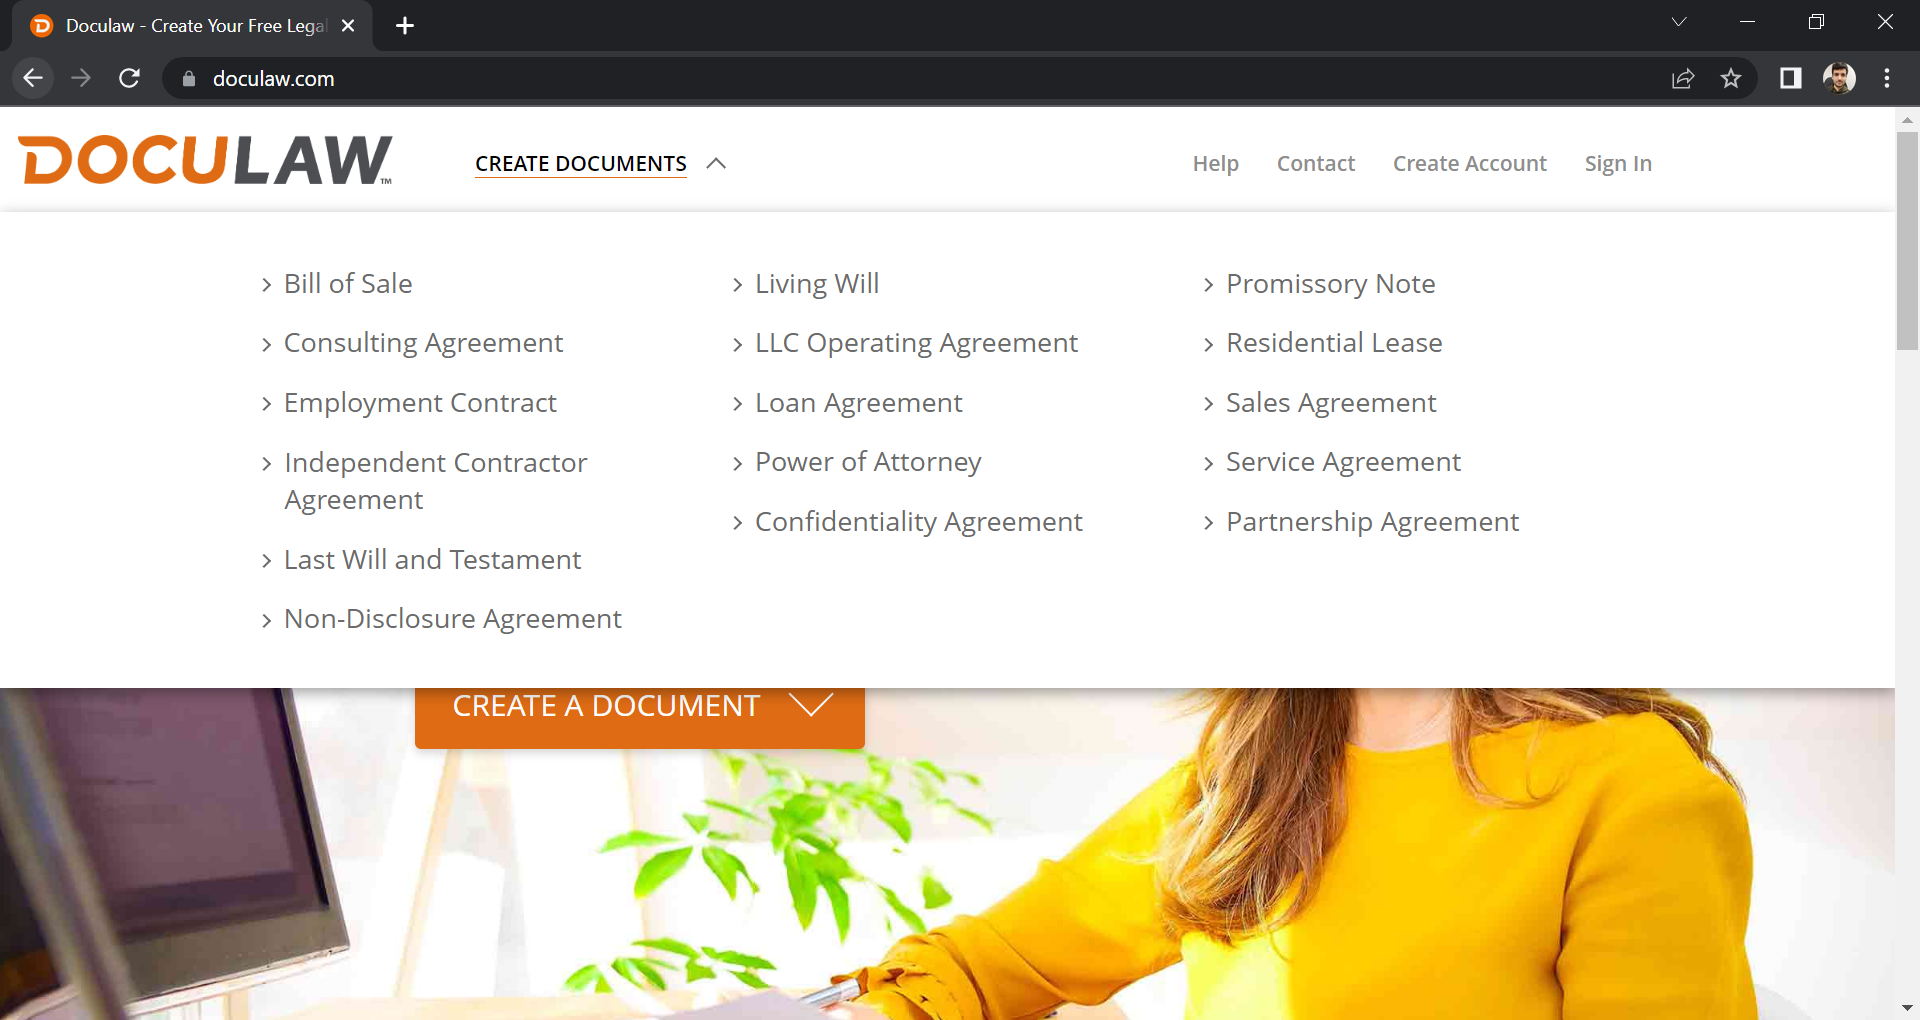 Doculaw - Create Your Free Lega
doculaw.com
DOCULAW™
CREATE DOCUMENTS
Help Contact Create Account Sign In
Bill of Sale
Consulting Agreement
Employment Contract
Independent Contractor
Agreement
Last Will and Testament
Non-Disclosure Agreement
Living Will
LLC Operating Agreement
Loan Agreement
Power of Attorney
Confidentiality Agreement
Promissory Note
Residential Lease
Sales Agreement
Service Agreement
Partnership Agreement
CREATE A DOCUMENT